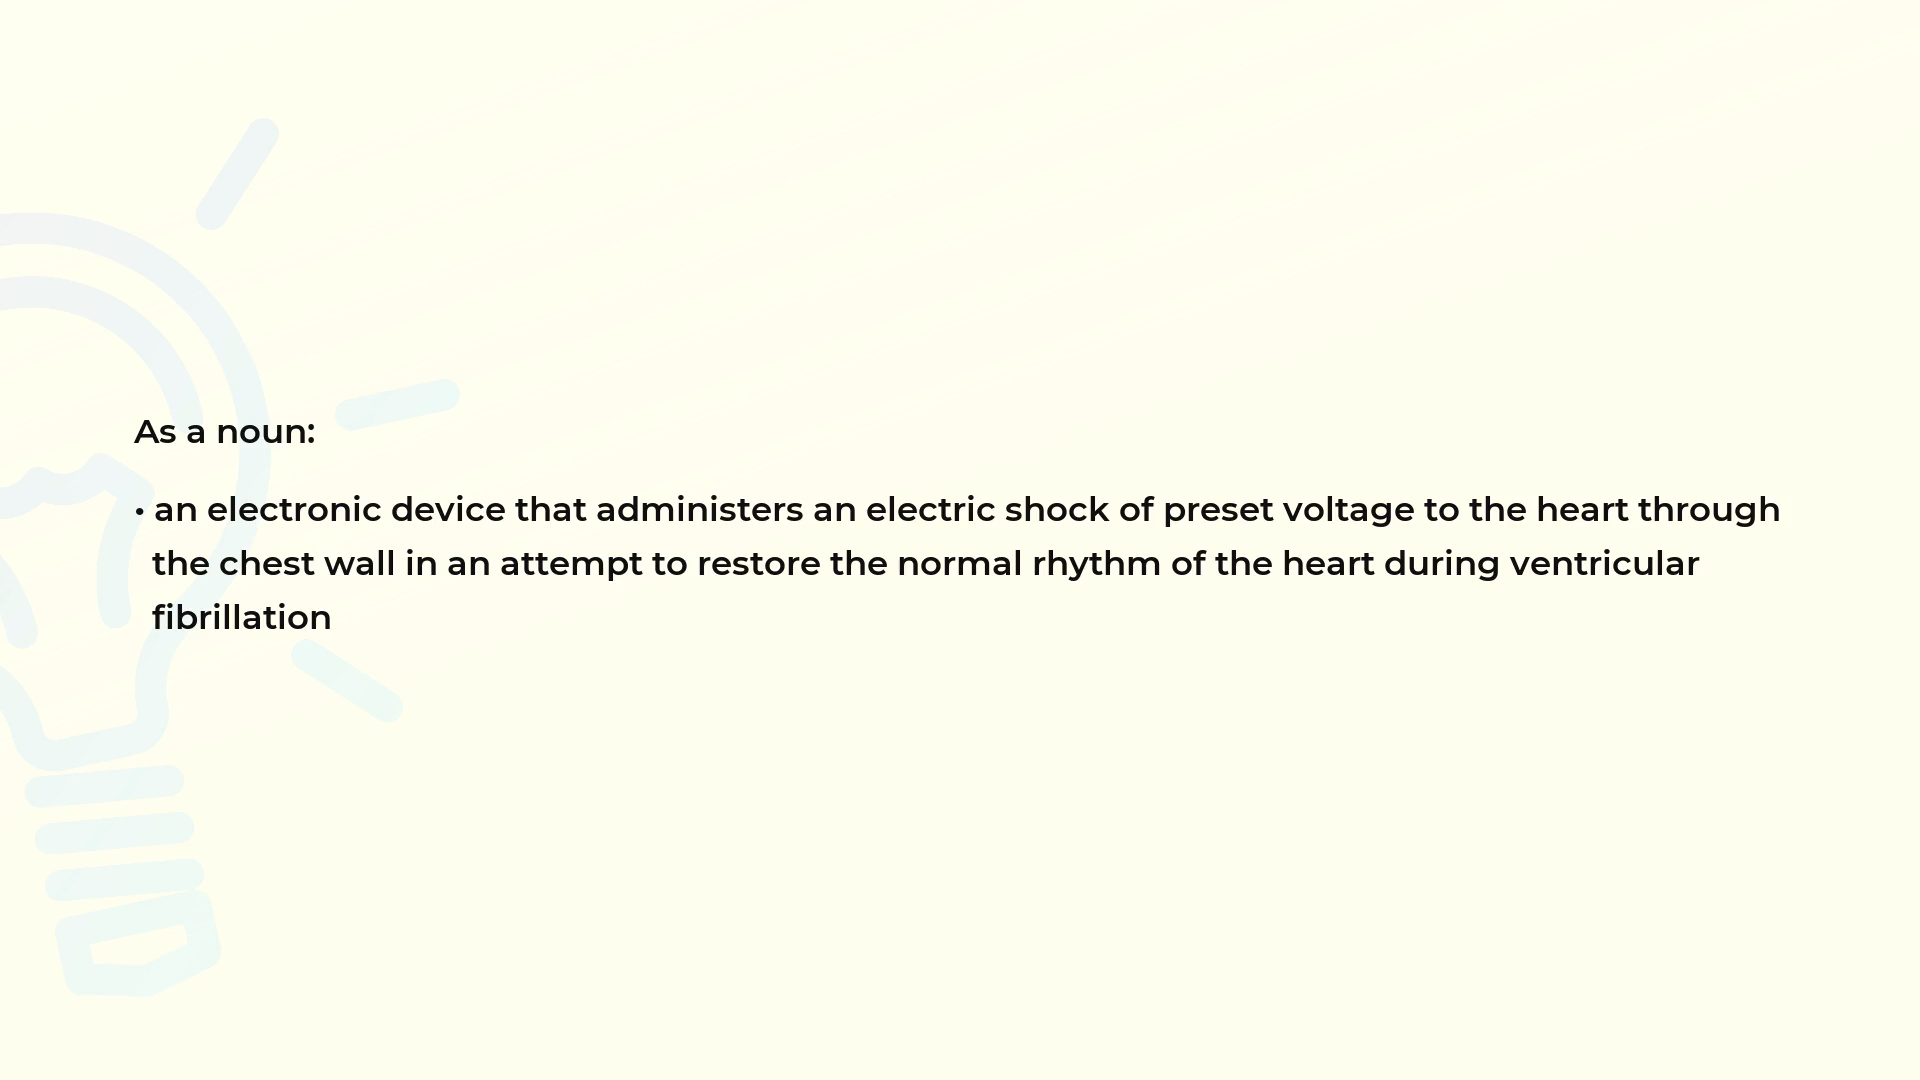 As a noun:
• an electronic device that administers an electric shock of preset voltage to the heart through
the chest wall in an attempt to restore the normal rhythm of the heart during ventricular
fibrillation